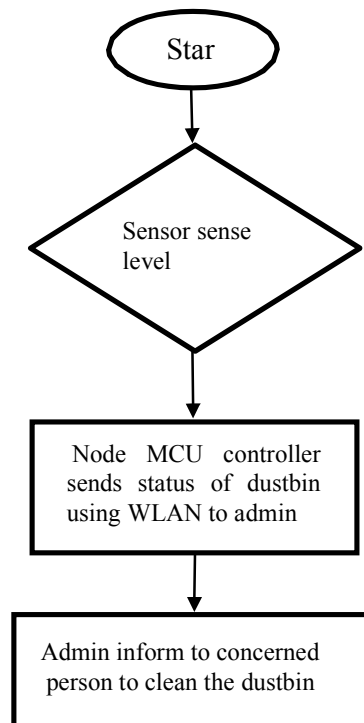 Star
Sensor sense
level
Node MCU controller
sends status of dustbin
using WLAN to admin
Admin inform to concerned
person to clean the dustbin